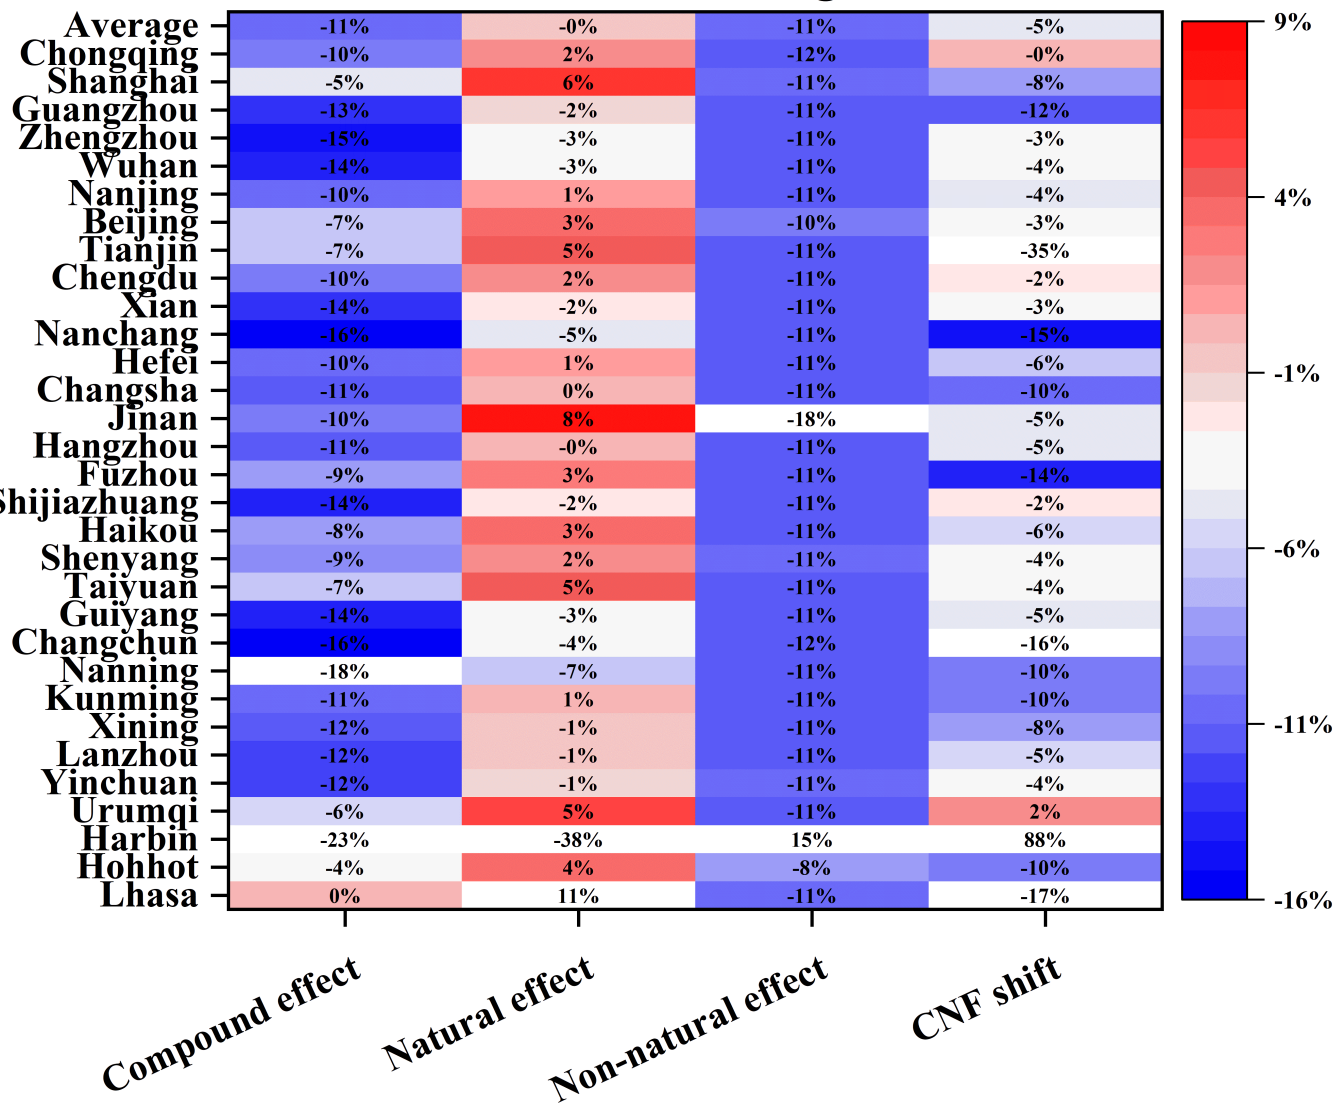 Average -11% -0% -11% -5%
Chongqing -10% 2% -12% -0%
Shanghai -5% 6% -11% -8%
Guangzhou -13% -2% -11% -12%
Zhengzhou -15% -3% -11% -3%
Wuhan -14% -3% -11% -4%
Nanjing -10% 1% -11% -4%
Beijing -7% 3% -10% -3%
Tianjin -7% 5% -11% -35%
Chengdu -10% 2% -11% -2%
Xian -14% -2% -11% -3%
Nanchang -16% -5% -11% -15%
Hefei -10% 1% -11% -6%
Changsha -11% 0% -11% -10%
Jinan -10% 8% -18% -5%
Hangzhou -11% -0% -11% -5%
Fuzhou -9% 3% -11% -14%
Shijiazhuang -14% -2% -11% -2%
Haikou -8% 3% -11% -6%
Shenyang -9% 2% -11% -4%
Taiyuan -7% 5% -11% -4%
Guiyang -14% -3% -11% -5%
Changchun -16% -4% -12% -16%
Nanning -18% -7% -11% -10%
Kunming -11% 1% -11% -10%
Xining -12% -1% -11% -8%
Lanzhou -12% -1% -11% -5%
Yinchuan -12% -1% -11% -4%
Urumqi -6% 5% -11% 2%
Harbin -23% -38% 15% 88%
Hohhot -4% 4% -8% -10%
Lhasa 0% 11% -11% -17%
Compound effect
Natural effect
Non-natural effect
CNF shift
9%
4%
-1%
-6%
-11%
-16%